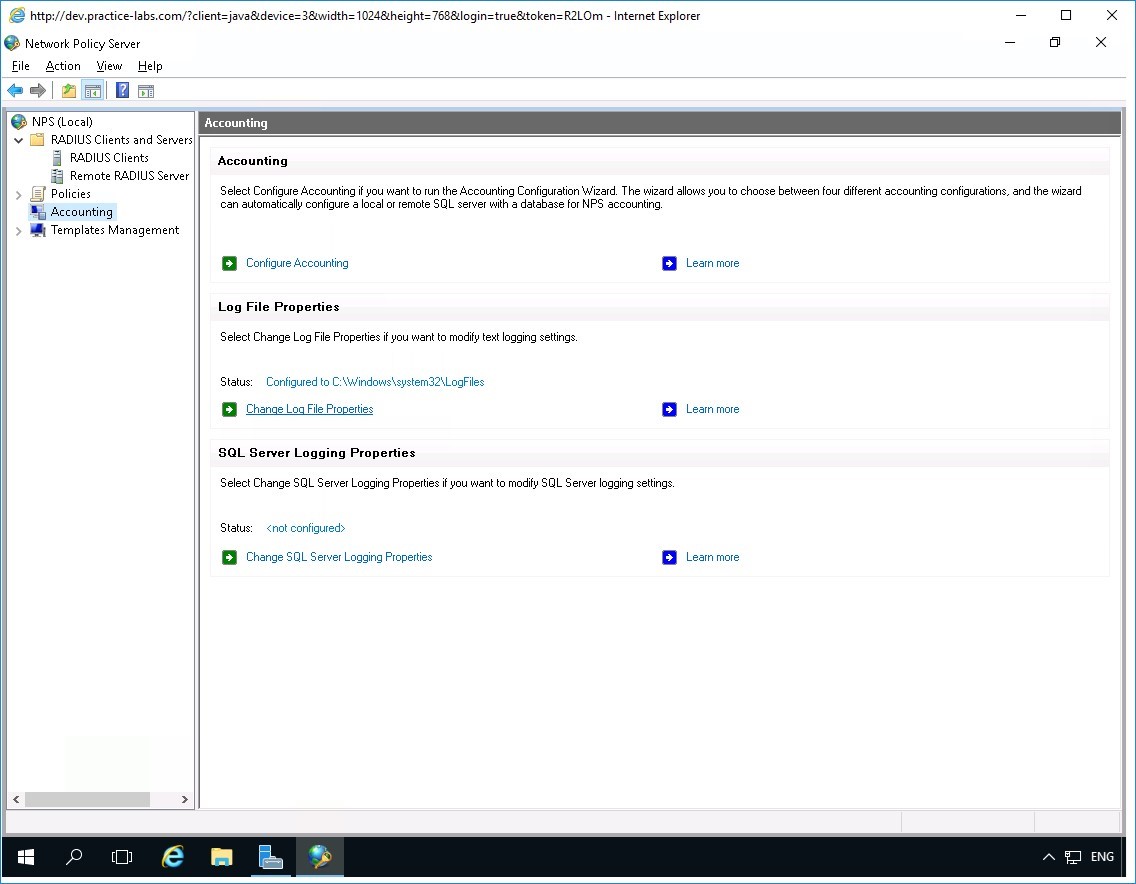 http://dev.practice-labs.com/?client=java&device=3&width=1024&height=768&login=true&token=R2LOm - Internet Explorer
Network Policy Server
File Action View Help
NPS (Local)
RADIUS Clients and Servers
RADIUS Clients
Remote RADIUS Server
Policies
Accounting
Templates Management
Accounting
Accounting
Select Configure Accounting if you want to run the Accounting Configuration Wizard. The wizard allows you to choose between four different accounting configurations, and the wizard
can automatically configure a local or remote SQL server with a database for NPS accounting.
Configure Accounting Learn more
Log File Properties
Select Change Log File Properties if you want to modify text logging settings.
Status: Configured to C:\Windows\system32\LogFiles
Change Log File Properties Learn more
SQL Server Logging Properties
Select Change SQL Server Logging Properties if you want to modify SQL Server logging settings.
Status: <not configured>
Change SQL Server Logging Properties Learn more
ENG